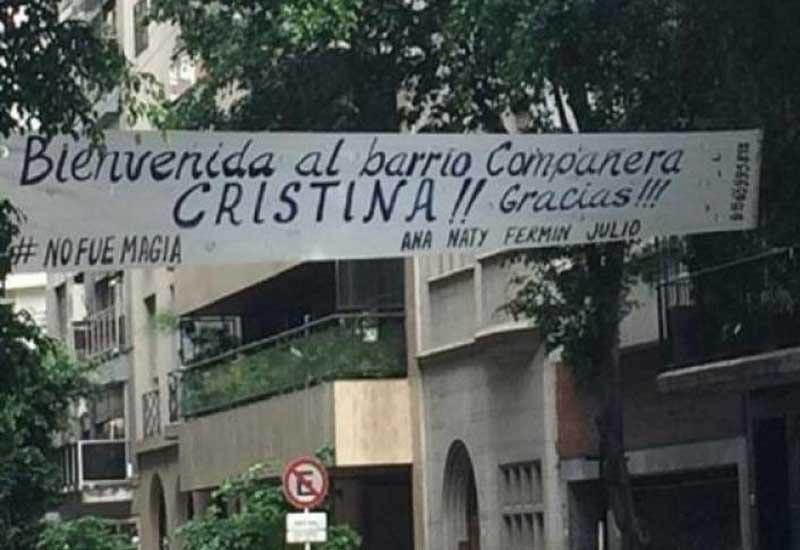 Bienvenida al barrio Compañera
CRISTINA!! Gracias!!!
# NO FUE MAGIA
ANA NATY FERMIN JULIO
E